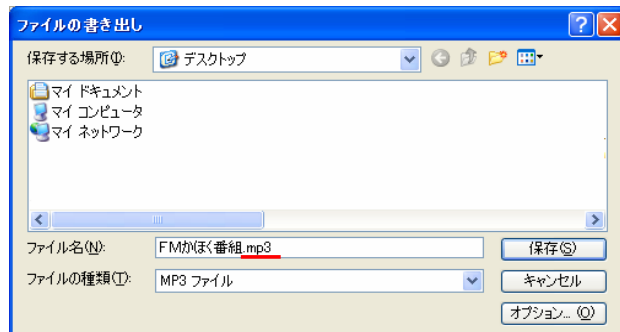 ファイルの書き出し
保存する場所(I):
デスクトップ
マイ ドキュメント
マイ コンピュータ
マイ ネットワーク
ファイル名(N):
FMかほく番組.mp3
保存(S)
ファイルの種類(T):
MP3 ファイル
キャンセル
オプション... (O)